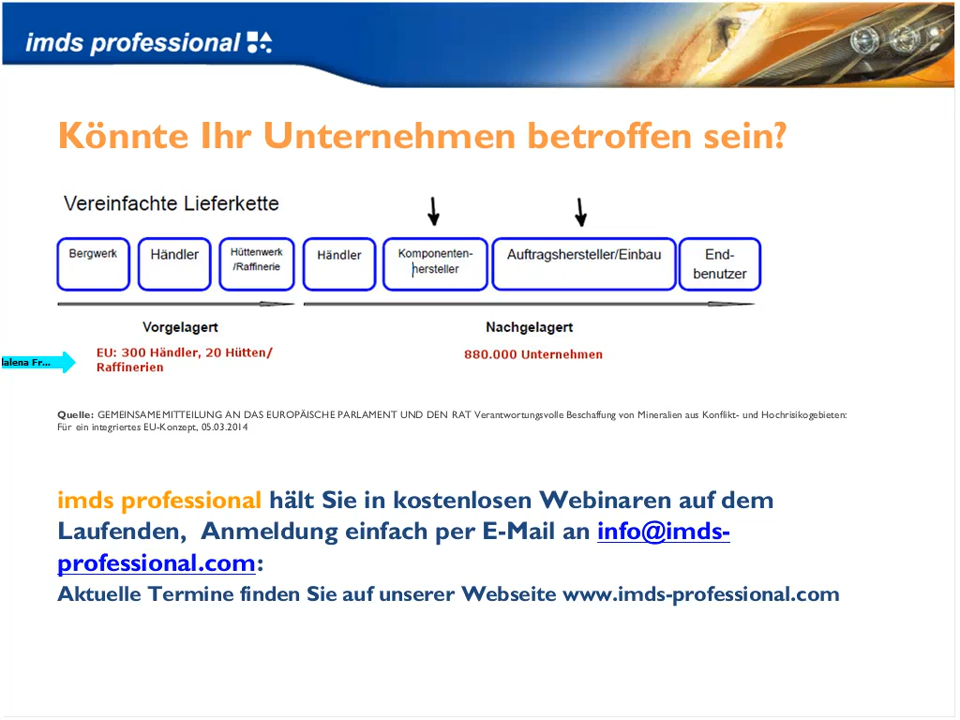 imds professional
Könnte Ihr Unternehmen betroffen sein?
Vereinfachte Lieferkette
Bergwerk
Händler
Hüttenwerk
/Raffinerie
Händler
Komponenten-
hersteller
Auftragshersteller/Einbau
End-
benutzer
Vorgelagert
Nachgelagert
EU: 300 Händler, 20 Hütten/
Raffinerien
880.000 Unternehmen
Fr...
Quelle: GEMEINSAMEMITTEILUNG AN DAS EUROPÄISCHE PARLAMENT UND DEN RAT Verantwortungsvolle Beschaffung von Mineralien aus Konflikt- und Hochrisikogebieten:
Für ein integriertes EU-Konzept, 05.03.2014
imds professional hält Sie in kostenlosen Webinaren auf dem
Laufenden, Anmeldung einfach per E-Mail an info@imds-
professional.com:
Aktuelle Termine finden Sie auf unserer Webseite www.imds-professional.com